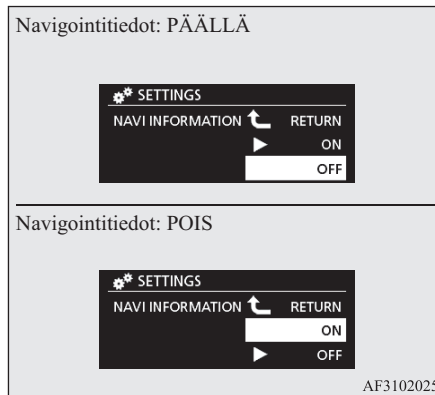 Navigointitiedot: PÄÄLLÄ
SETTINGS
NAVI INFORMATION RETURN
ON
OFF
Navigointitiedot: POIS
SETTINGS
NAVI INFORMATION RETURN
ON
OFF
AF3102025